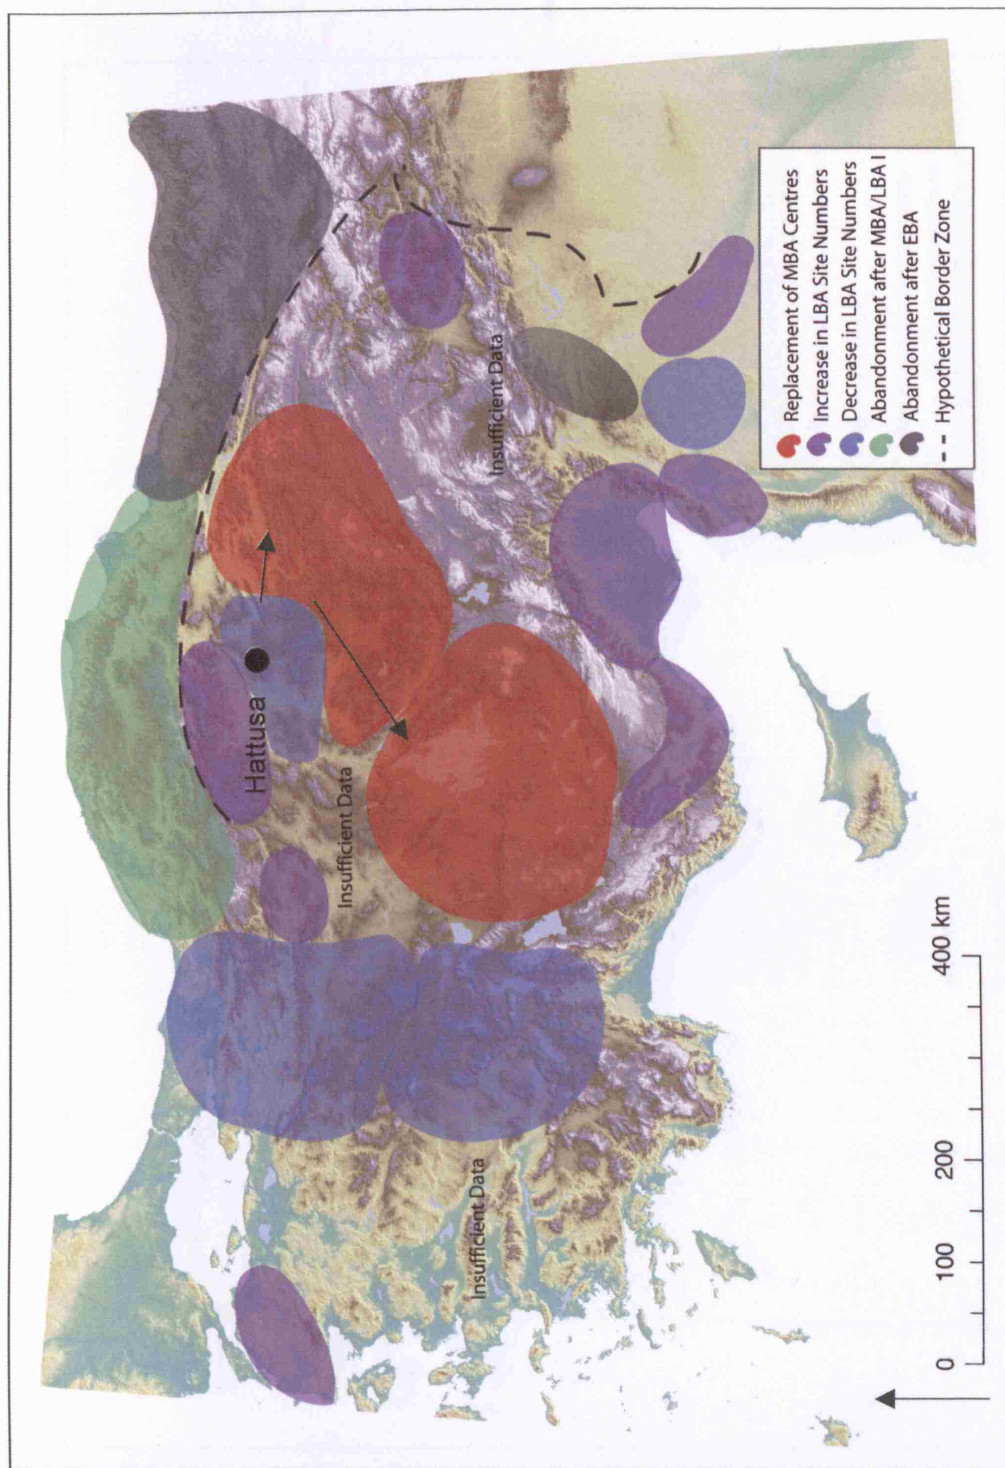 Hattusa
Insufficient Data
Insufficient Data
Insufficient Data
0 100 200 400 km
Replacement of MBA Centres
Increase in LBA Site Numbers
Decrease in LBA Site Numbers
Abandonment after MBA/LBA I
Abandonment after EBA
Hypothetical Border Zone